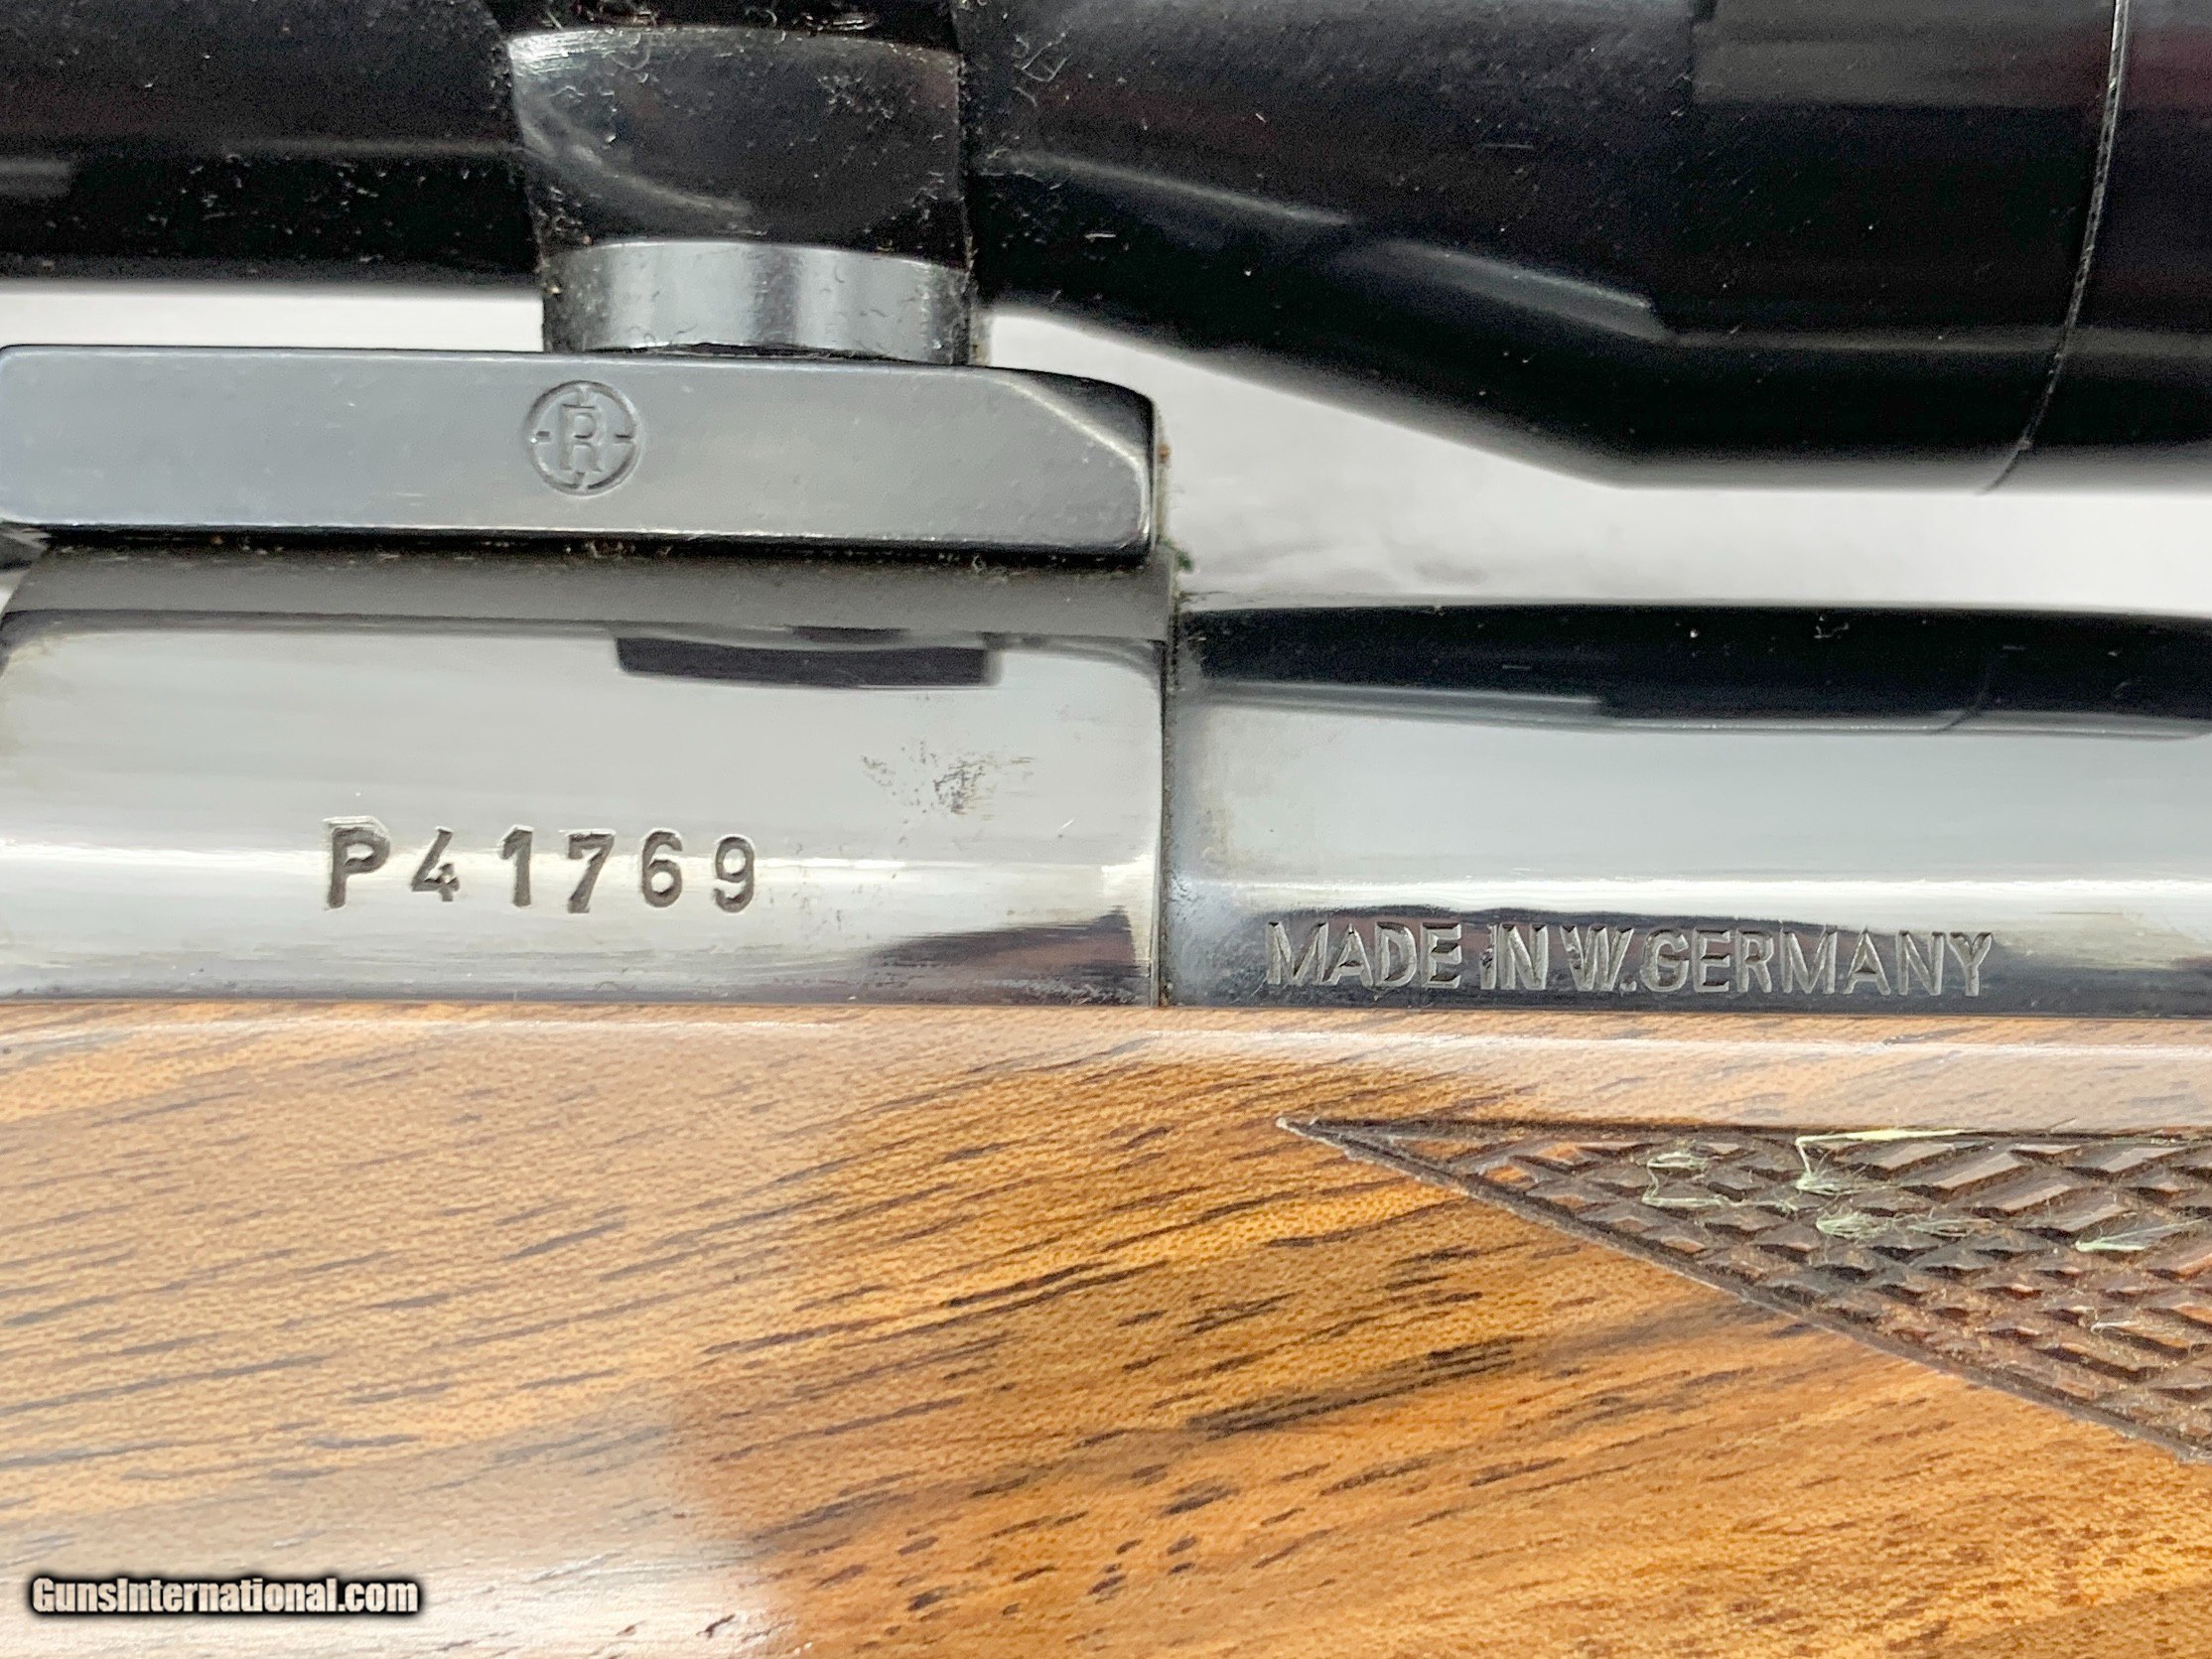 R
P41769
MADE IN W.GERMANY
GunsInternational.com